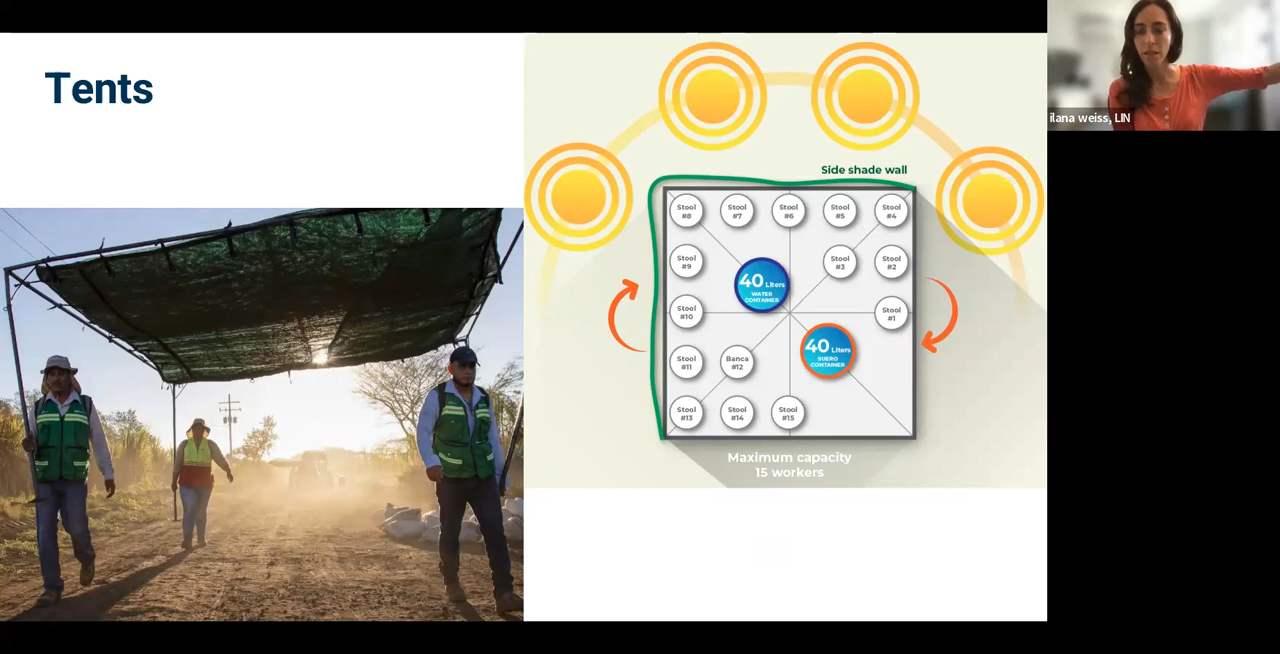 Tents
Side shade wall
Stool
#8
Stool
#7
Stool
#6
Stool
#5
Stool
#4
Stool
#9
Stool
#3
Stool
#2
40 Liters
WATER
CONTAINER
Stool
#10
Stool
#1
40 Liters
SUERO
CONTAINER
Stool
#11
Banca
#12
Stool
#13
Stool
#14
Stool
#15
Maximum capacity
15 workers
ilana weiss, LIN